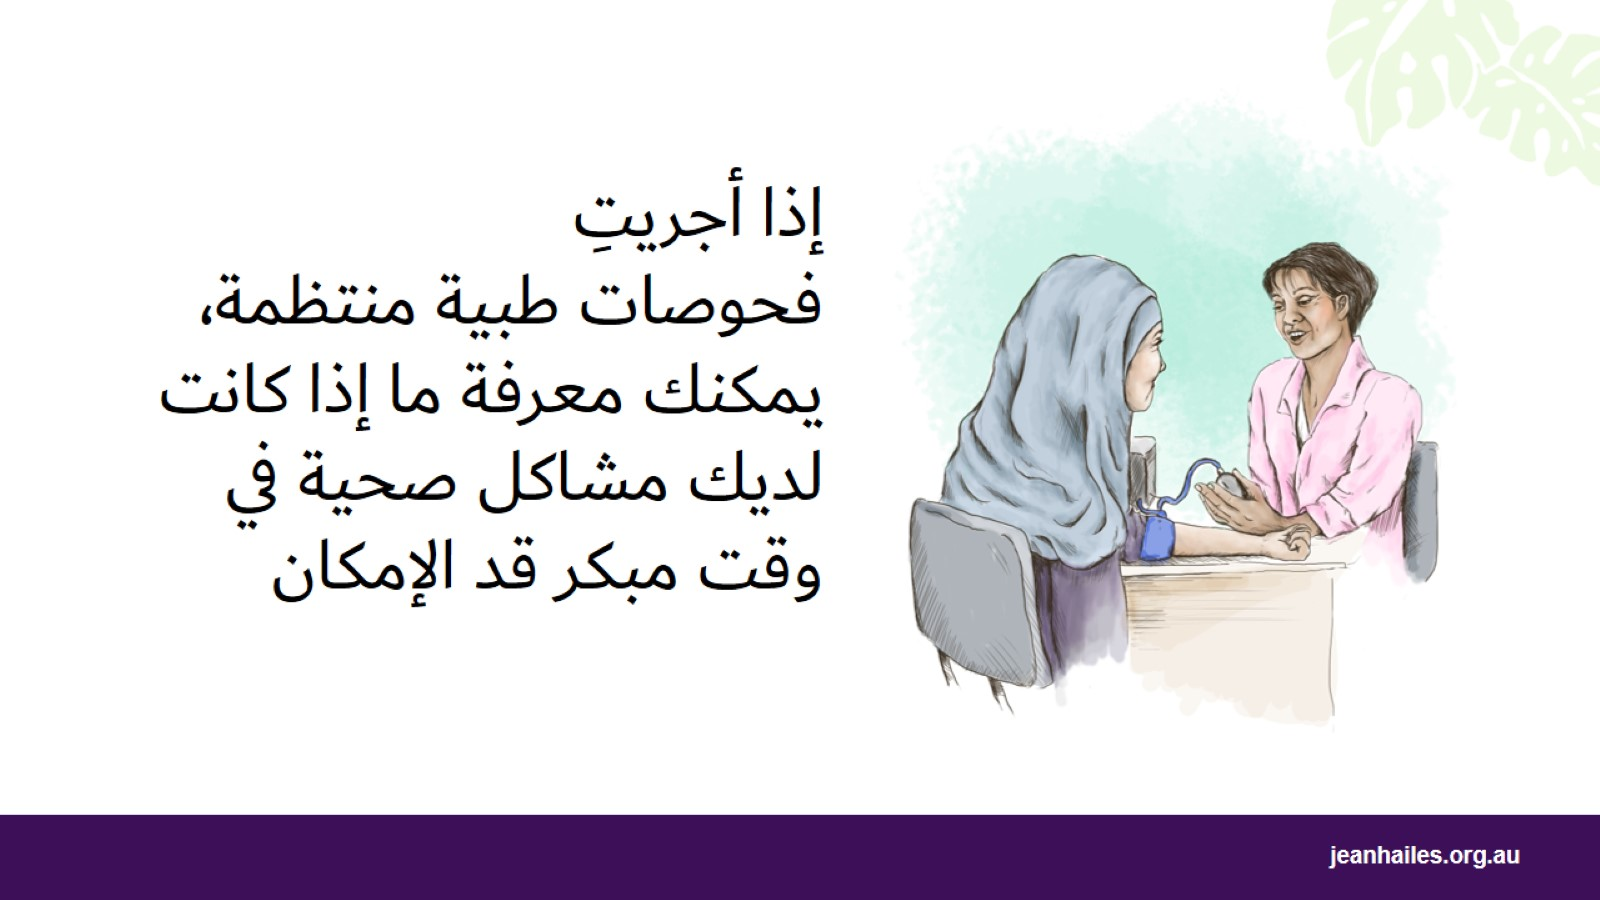 إذا أجريتِ
فحوصات طبية منتظمة،
يمكنك معرفة ما إذا كانت
لديك مشاكل صحية في
وقت مبكر قد الإمكان
jeanhailes.org.au